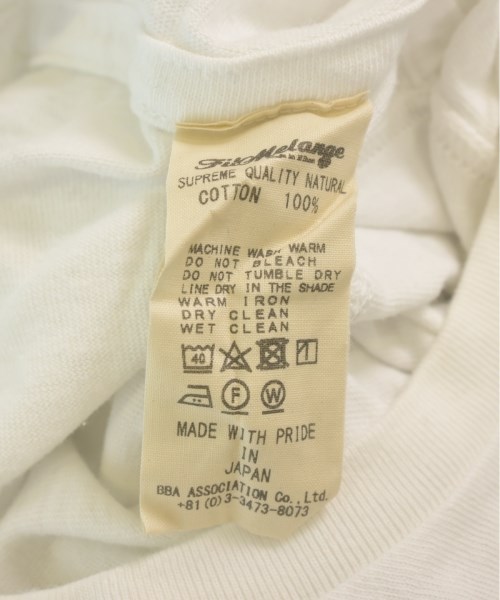 FilMelange
SUPREME QUALITY NATURAL
COTTON 100%
MACHINE WASH WARM
DO NOT BLEACH
DO NOT TUMBLE DRY
LINE DRY IN THE SHADE
WARM IRON
DRY CLEAN
WET CLEAN
40
F W
MADE WITH PRIDE
IN
JAPAN
BBA ASSOCIATION Co., Ltd.
+81(0)3-3473-8073